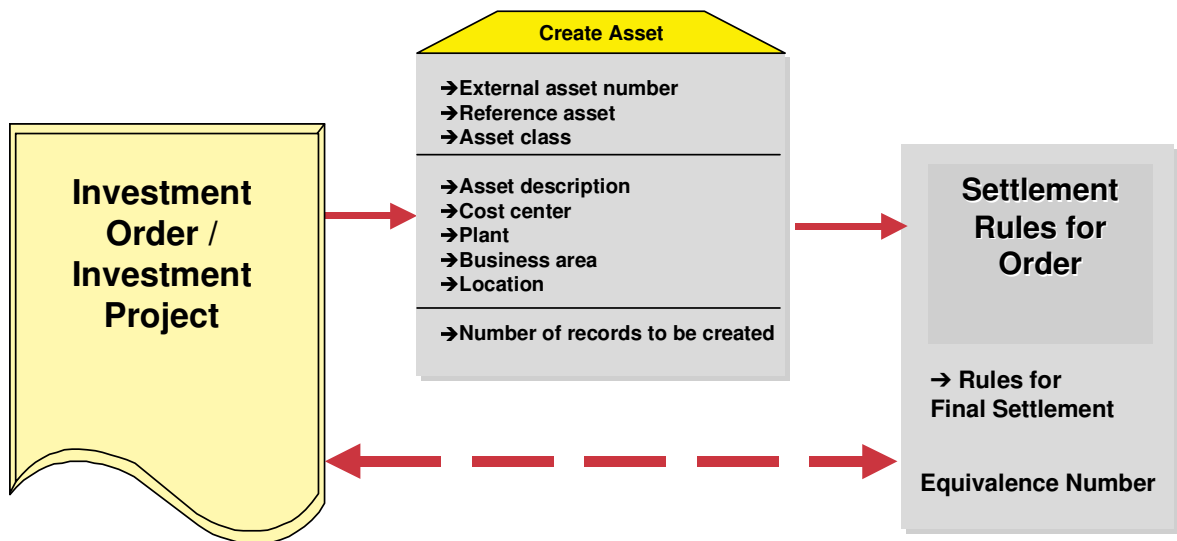 Investment
Order /
Investment
Project
Create Asset
➔External asset number
➔Reference asset
➔Asset class
➔Asset description
➔Cost center
➔Plant
➔Business area
➔Location
➔Number of records to be created
Settlement
Rules for
Order
➔ Rules for
Final Settlement
Equivalence Number